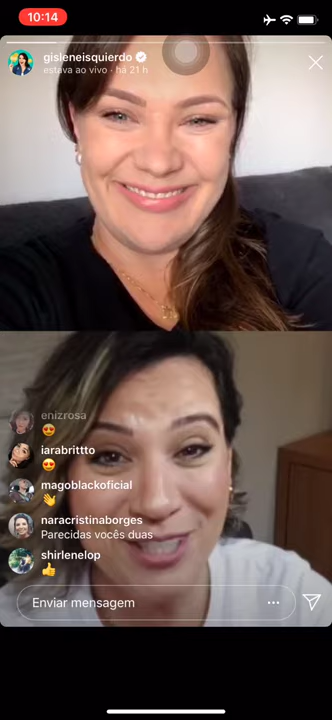 10:14
gisleneisquierdo
estava ao vivo · há 21 h
enizrosa
iarabrittto
magoblackoficial
naracristinaborges
Parecidas vocês duas
shirlenelop
Enviar mensagem